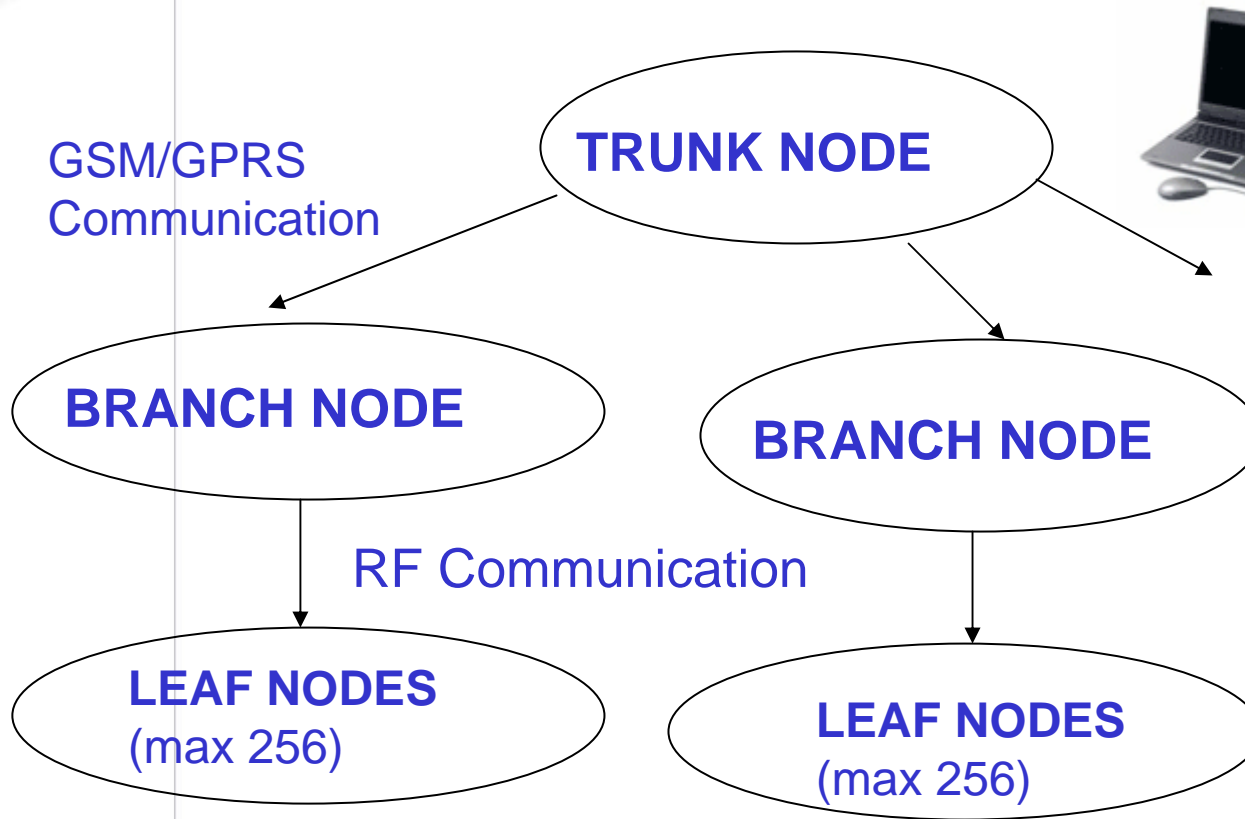 TRUNK NODE
GSM/GPRS
Communication
BRANCH NODE
BRANCH NODE
RF Communication
LEAF NODES
(max 256)
LEAF NODES
(max 256)